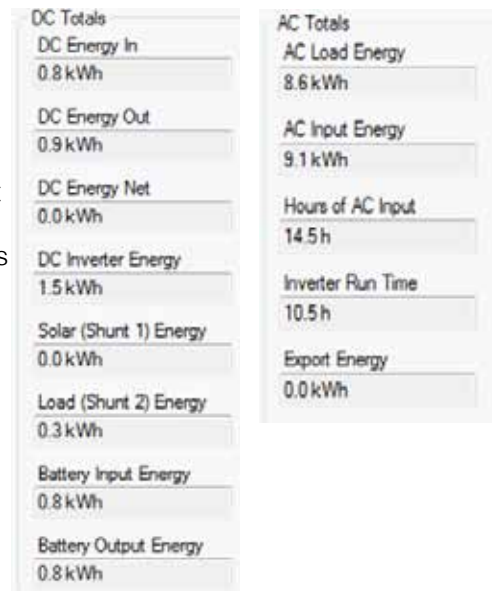 DC Totals
DC Energy In
0.8 kWh
DC Energy Out
0.9 kWh
DC Energy Net
0.0 kWh
DC Inverter Energy
1.5 kWh
Solar (Shunt 1) Energy
0.0 kWh
Load (Shunt 2) Energy
0.3 kWh
Battery Input Energy
0.8 kWh
Battery Output Energy
0.8 kWh
AC Totals
AC Load Energy
8.6 kWh
AC Input Energy
9.1 kWh
Hours of AC Input
14.5 h
Inverter Run Time
10.5 h
Export Energy
0.0 kWh